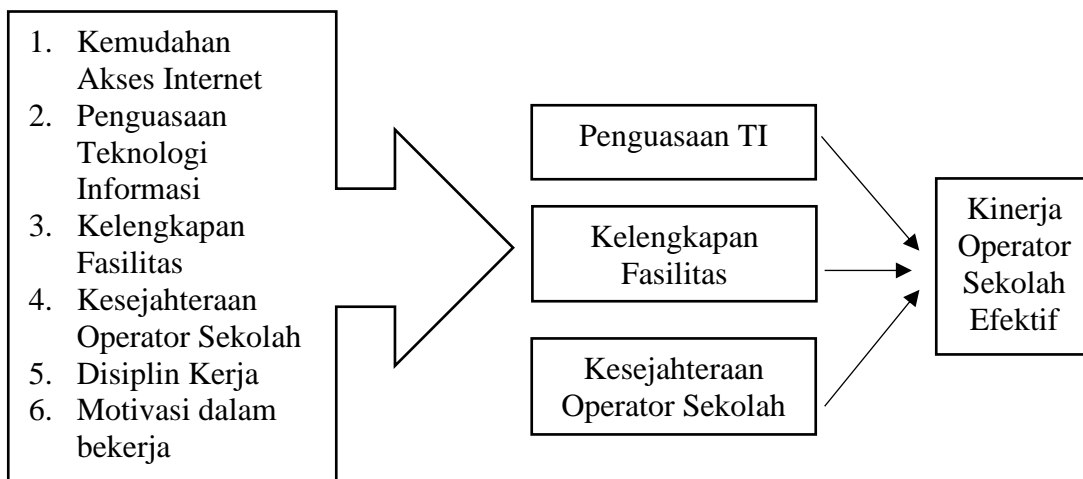 1. Kemudahan
Akses Internet
2. Penguasaan
Teknologi
Informasi
3. Kelengkapan
Fasilitas
4. Kesejahteraan
Operator Sekolah
5. Disiplin Kerja
6. Motivasi dalam
bekerja
Penguasaan TI
Kelengkapan
Fasilitas
Kesejahteraan
Operator Sekolah
Kinerja
Operator
Sekolah
Efektif